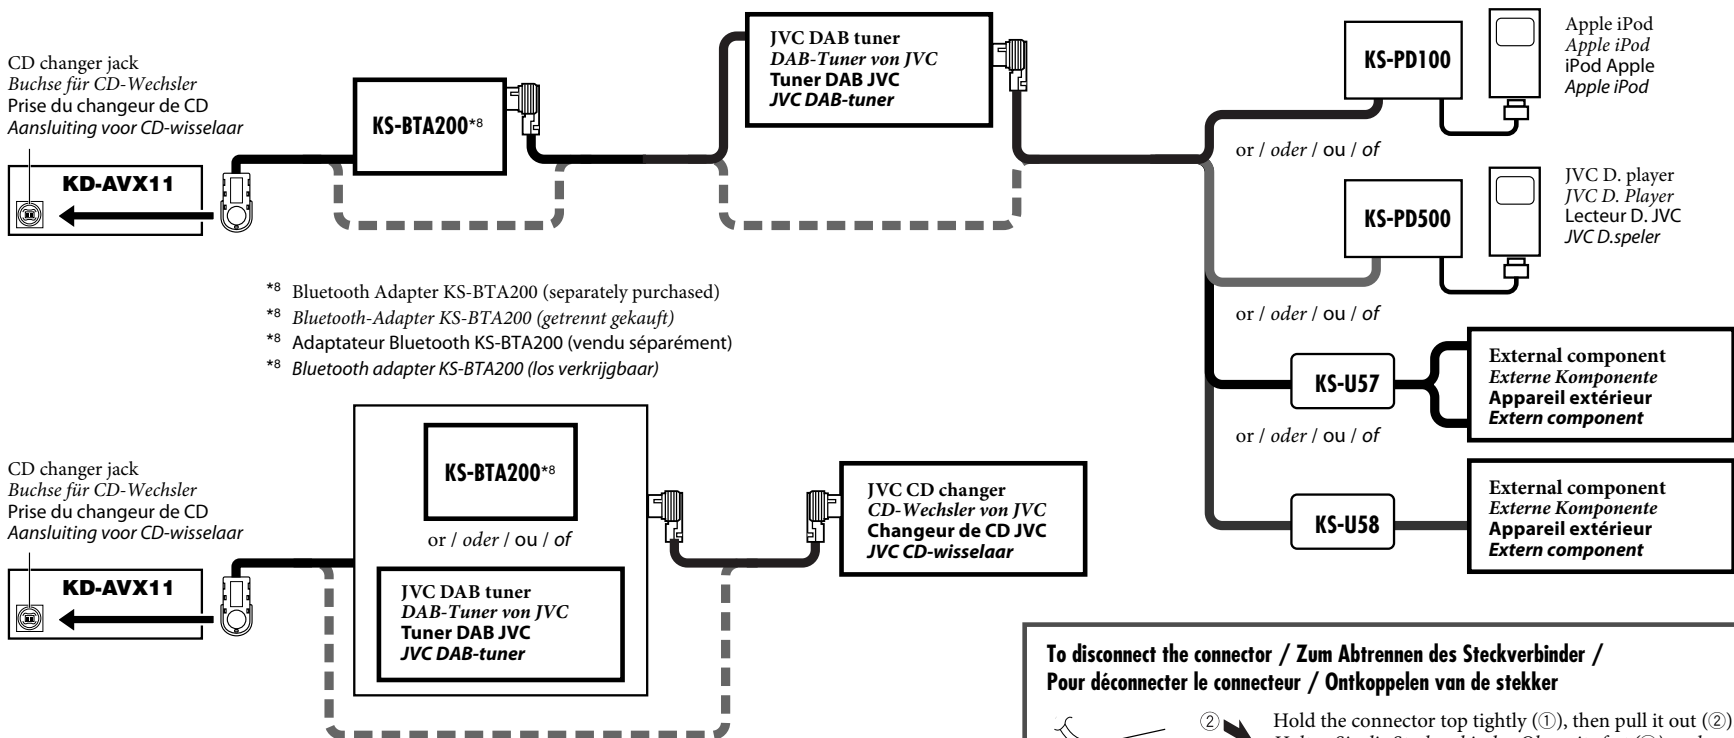 CD changer jack
Buchse für CD-Wechsler
Prise du changeur de CD
Aansluiting voor CD-wisselaar
KD-AVX11
KS-BTA200*8
JVC DAB tuner
DAB-Tuner von JVC
Tuner DAB JVC
JVC DAB-tuner
KS-PD100
Apple iPod
Apple iPod
iPod Apple
Apple iPod
or / oder / ou / of
KS-PD500
JVC D. player
JVC D. Player
Lecteur D. JVC
JVC D.speler
or / oder / ou / of
KS-U57
External component
Externe Komponente
Appareil extérieur
Extern component
or / oder / ou / of
KS-U58
External component
Externe Komponente
Appareil extérieur
Extern component
*8 Bluetooth Adapter KS-BTA200 (separately purchased)
*8 Bluetooth-Adapter KS-BTA200 (getrennt gekauft)
*8 Adaptateur Bluetooth KS-BTA200 (vendu séparément)
*8 Bluetooth adapter KS-BTA200 (los verkrijgbaar)
CD changer jack
Buchse für CD-Wechsler
Prise du changeur de CD
Aansluiting voor CD-wisselaar
KD-AVX11
KS-BTA200*8
or / oder / ou / of
JVC DAB tuner
DAB-Tuner von JVC
Tuner DAB JVC
JVC DAB-tuner
JVC CD changer
CD-Wechsler von JVC
Changeur de CD JVC
JVC CD-wisselaar
To disconnect the connector / Zum Abtrennen des Steckverbinder /
Pour déconnecter le connecteur / Ontkoppelen van de stekker
②
Hold the connector top tightly (①), then pull it out (②)